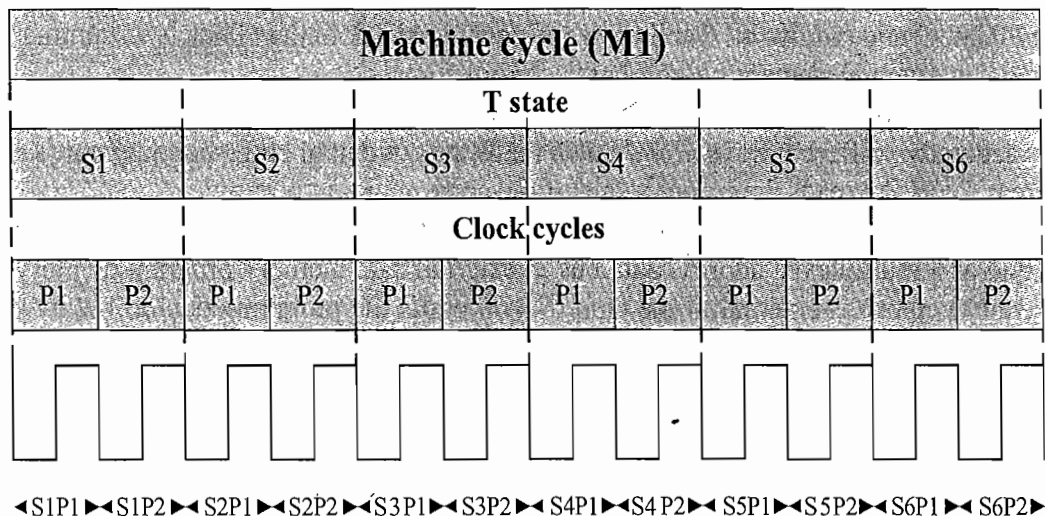 Machine cycle (M1)
T state
S1 S2 S3 S4 S5 S6
Clock cycles
P1 P2 P1 P2 P1 P2 P1 P2 P1 P2 P1 P2
S1P1 S1P2 S2P1 S2P2 S3P1 S3P2 S4P1 S4P2 S5P1 S5P2 S6P1 S6P2